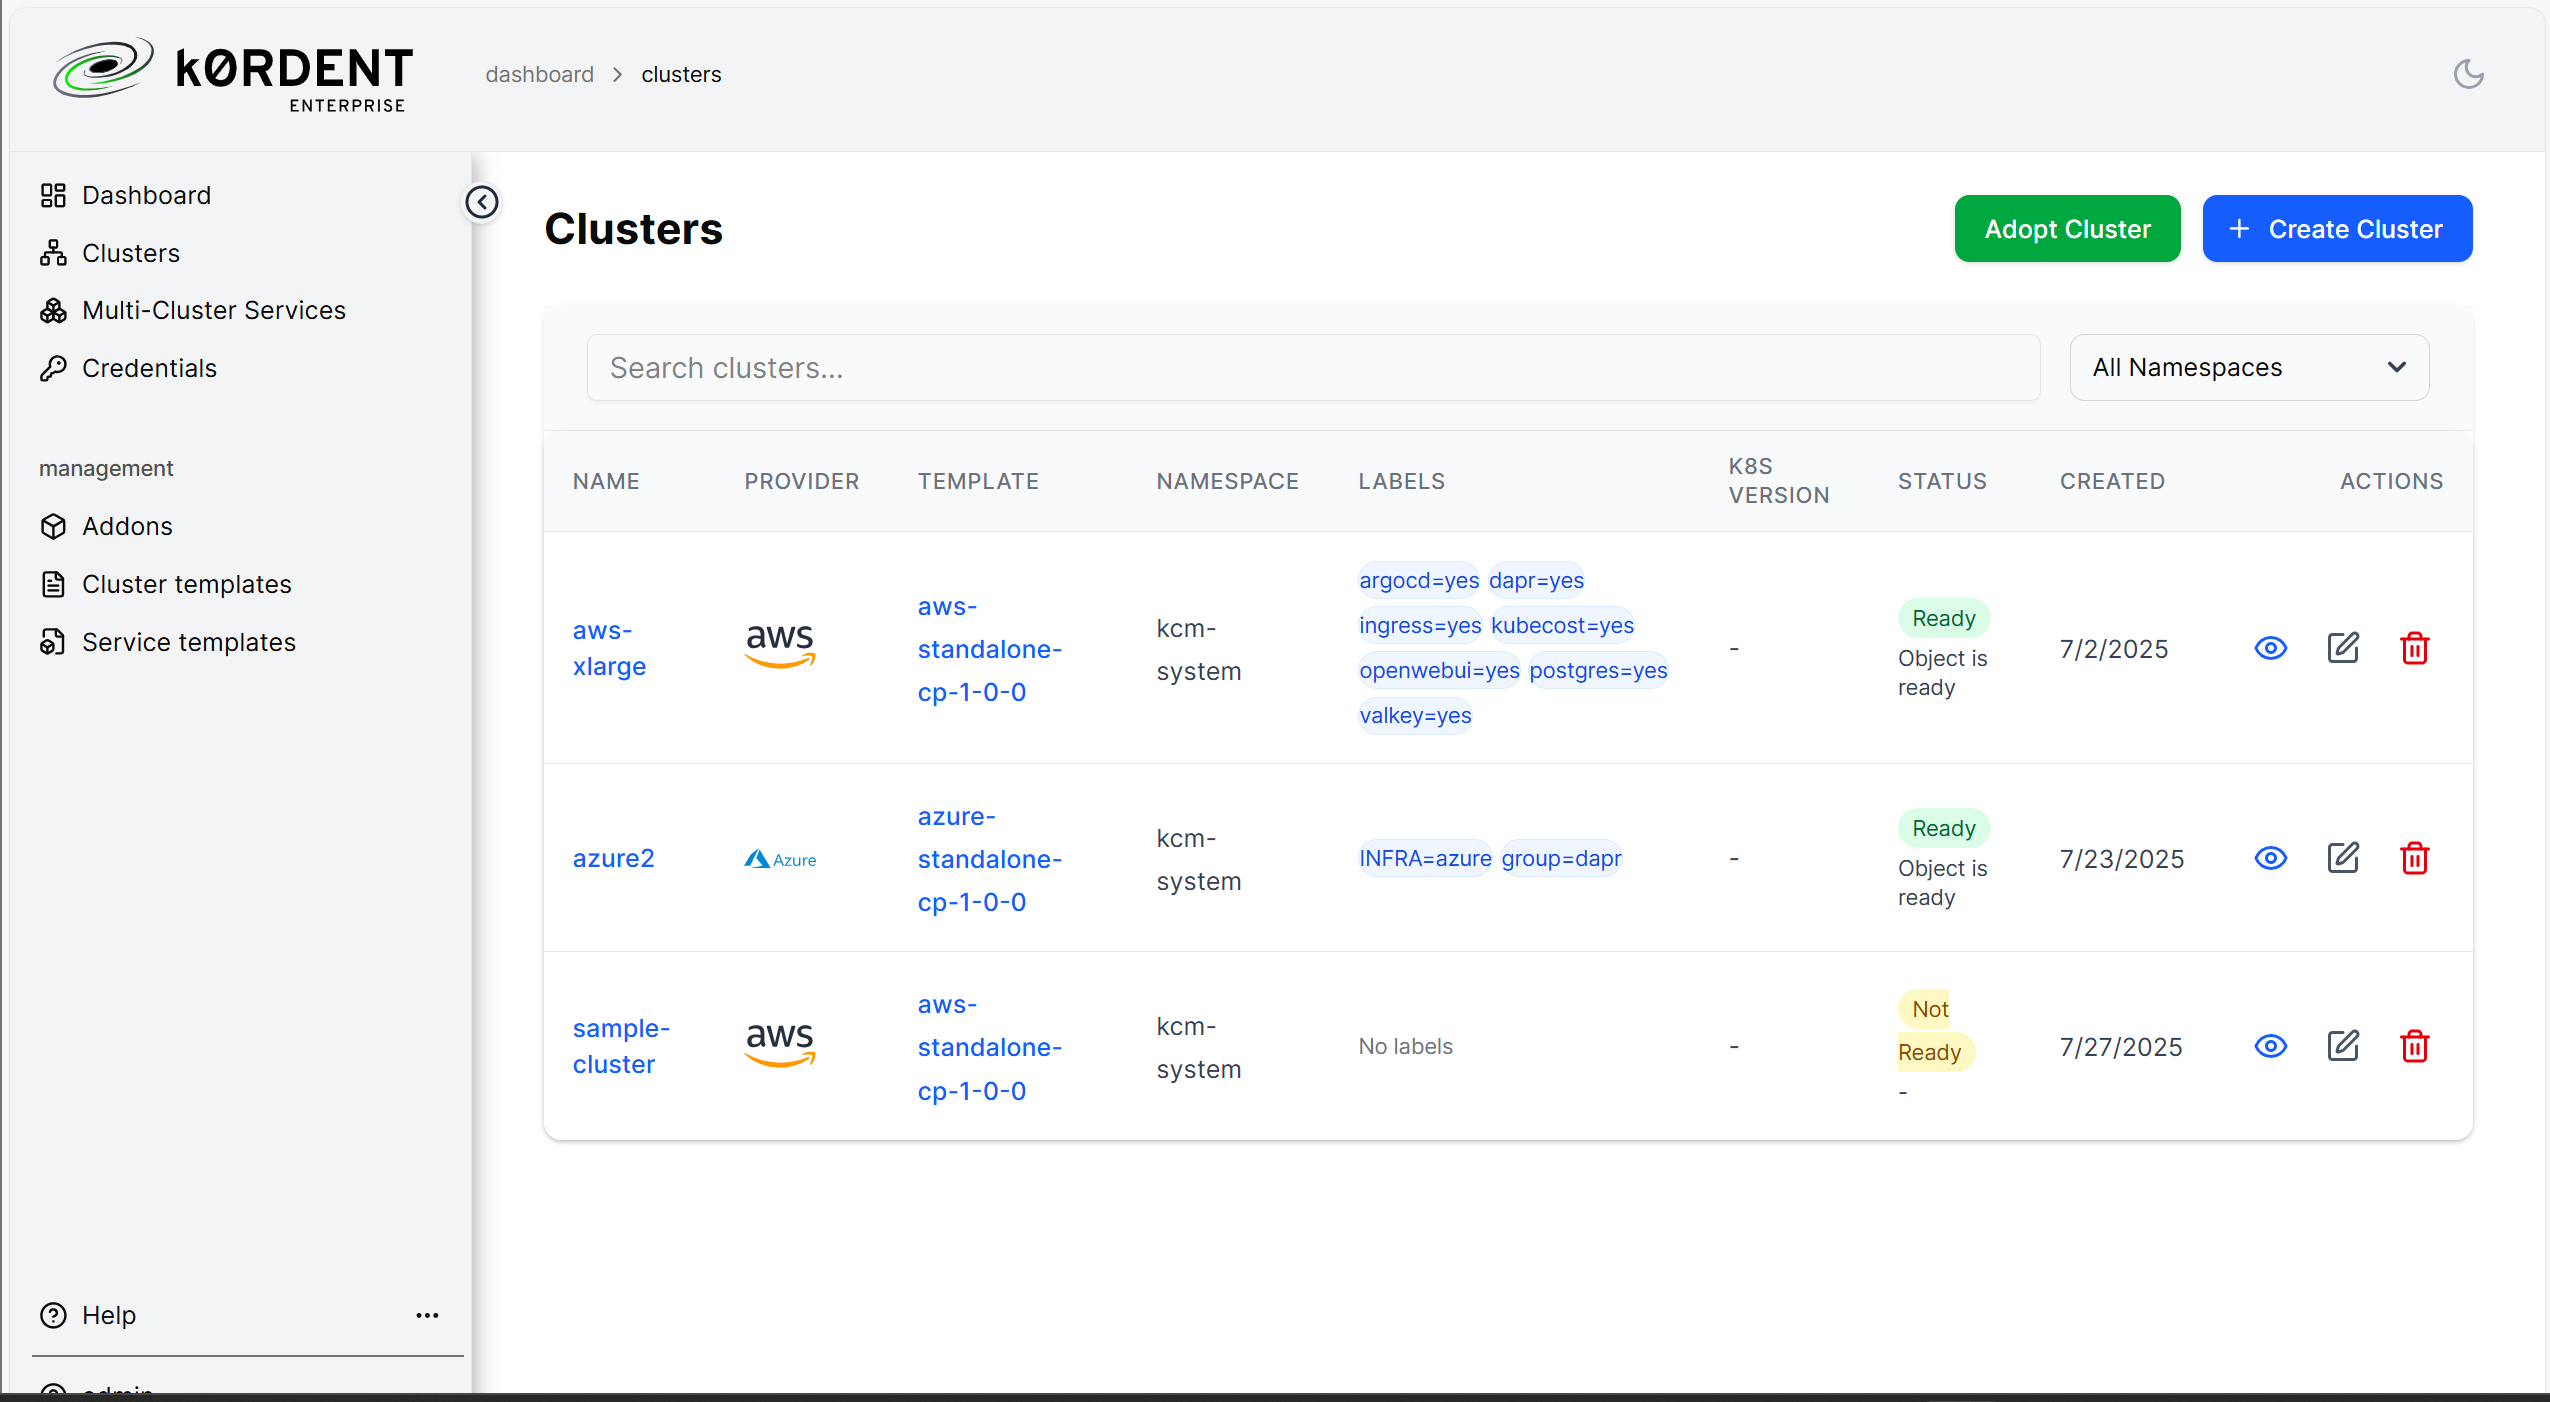 kØRDENT
ENTERPRISE
dashboard > clusters
Dashboard
Clusters
Multi-Cluster Services
Credentials
management
Addons
Cluster templates
Service templates
Help
admin
Clusters
Adopt Cluster
+ Create Cluster
Search clusters...
All Namespaces
NAME PROVIDER TEMPLATE NAMESPACE LABELS K8S VERSION STATUS CREATED ACTIONS
aws-
xlarge
aws
aws-
standalone-
cp-1-0-0
kcm-
system
argocd=yes dapr=yes
ingress=yes kubecost=yes
openwebui=yes postgres=yes
valkey=yes
-
Ready
Object is
ready
7/2/2025
azure2
Azure
azure-
standalone-
cp-1-0-0
kcm-
system
INFRA=azure group=dapr
-
Ready
Object is
ready
7/23/2025
sample-
cluster
aws
aws-
standalone-
cp-1-0-0
kcm-
system
No labels
-
Not
Ready
-
7/27/2025